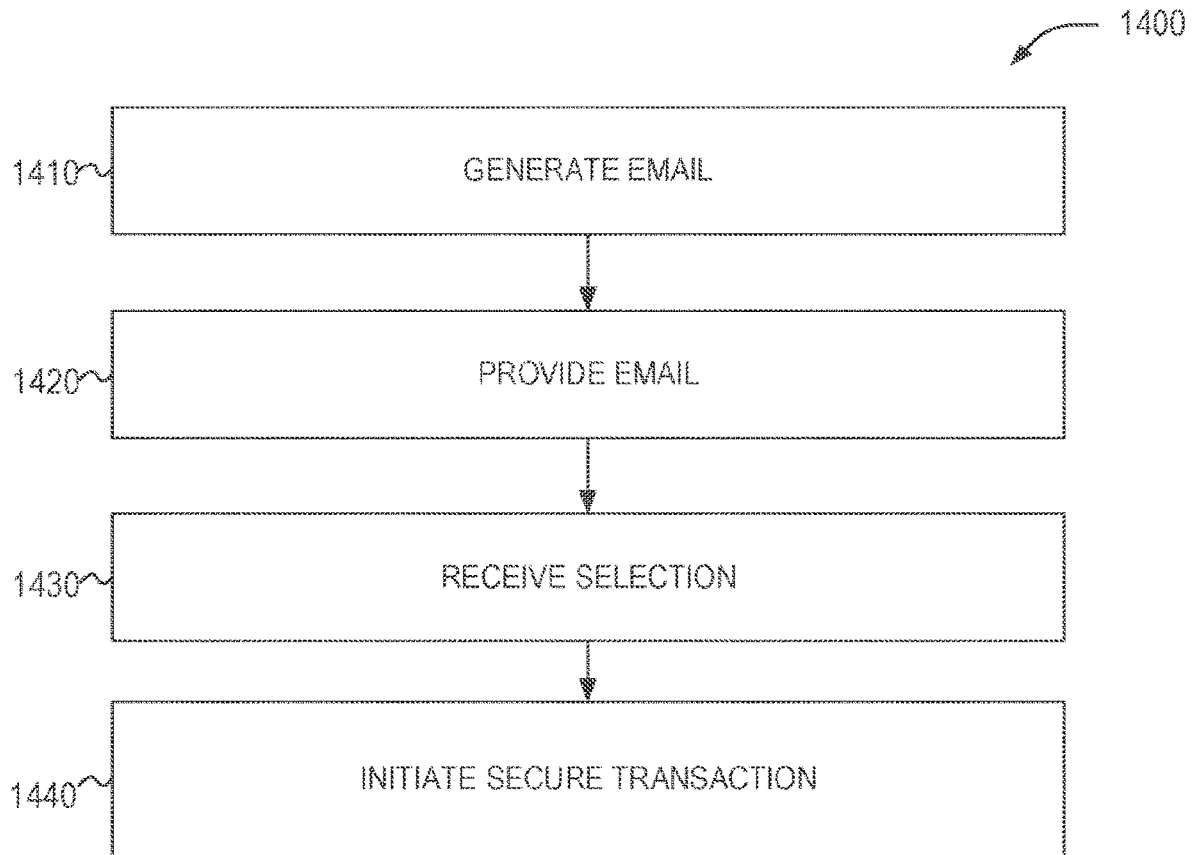 1400
1410
GENERATE EMAIL
1420
PROVIDE EMAIL
1430
RECEIVE SELECTION
1440
INITIATE SECURE TRANSACTION